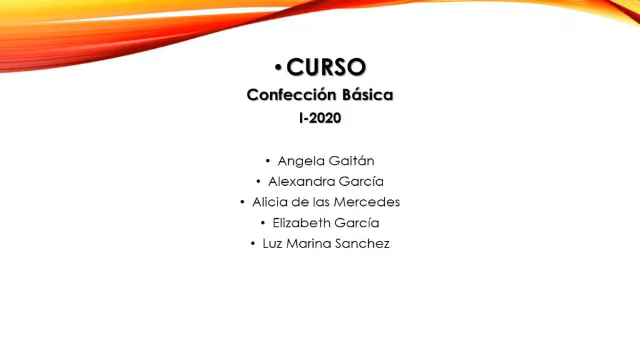 • CURSO
Confección Básica
I-2020
• Angela Gaitán
• Alexandra García
• Alicia de las Mercedes
• Elizabeth García
• Luz Marina Sanchez